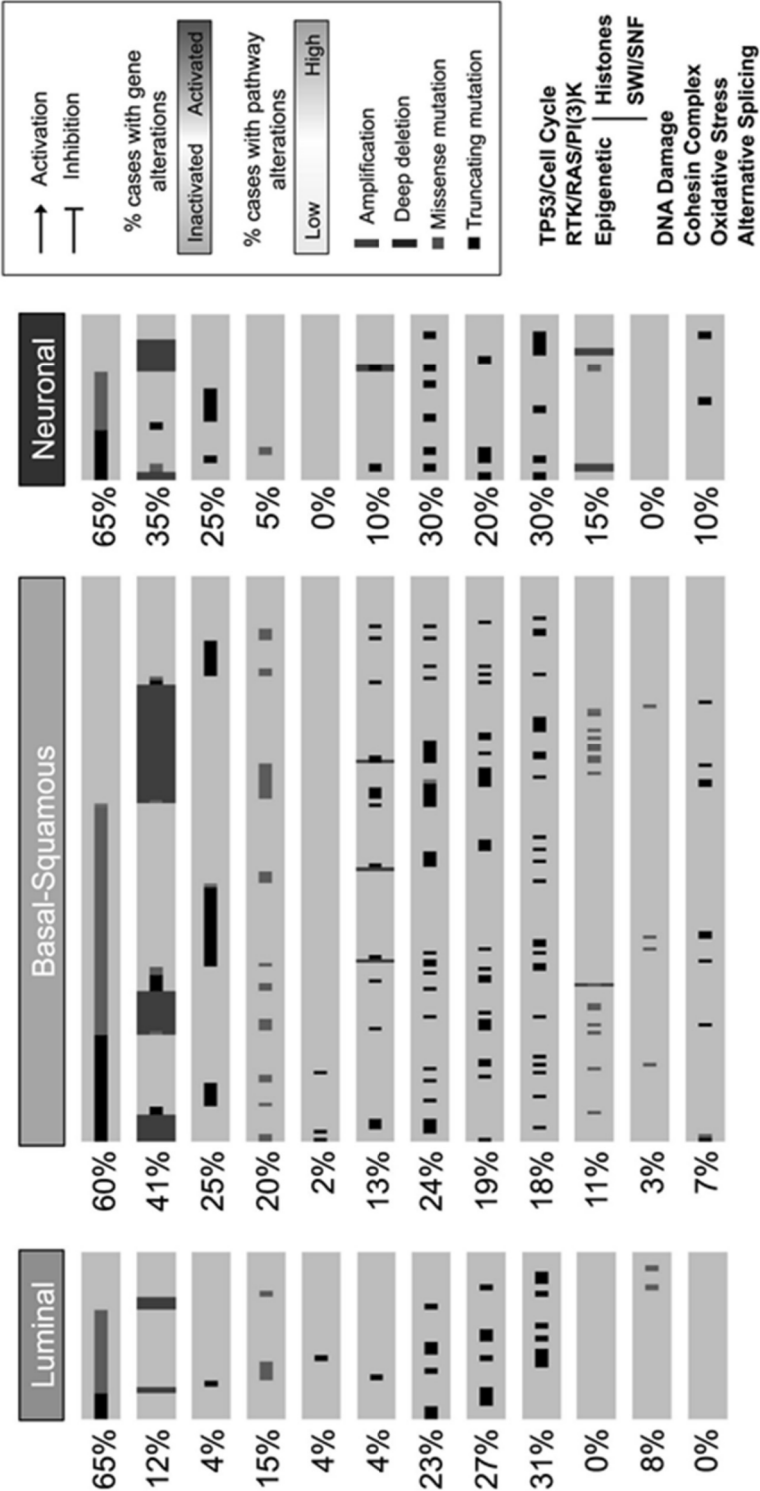 Luminal
65%
12%
4%
15%
4%
4%
23%
27%
31%
0%
8%
0%
Basal-Squamous
60%
41%
25%
20%
2%
13%
24%
19%
18%
11%
3%
7%
Neuronal
65%
35%
25%
5%
0%
10%
30%
20%
30%
15%
0%
10%
Activation
Inhibition
% cases with gene
alterations
Inactivated Activated
% cases with pathway
alterations
Low High
Amplification
Deep deletion
Missense mutation
Truncating mutation
TP53/Cell Cycle
RTK/RAS/PI(3)K
Epigenetic Histones
SWI/SNF
DNA Damage
Cohesin Complex
Oxidative Stress
Alternative Splicing